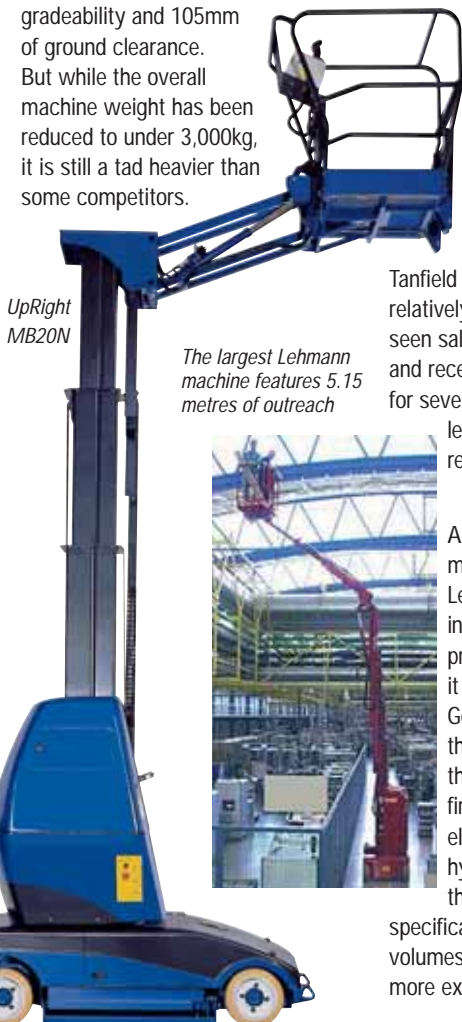 gradeability and 105mm
of ground clearance.
But while the overall
machine weight has been
reduced to under 3,000kg,
it is still a tad heavier than
some competitors.
UpRight
MB20N
The largest Lehmann
machine features 5.15
metres of outreach
Tanfield
relatively
seen sal
and rece
for seve
le
re
A
m
Le
in
pr
it
Ge
th
th
fin
el
hy
th
specifica
volumes
more ex